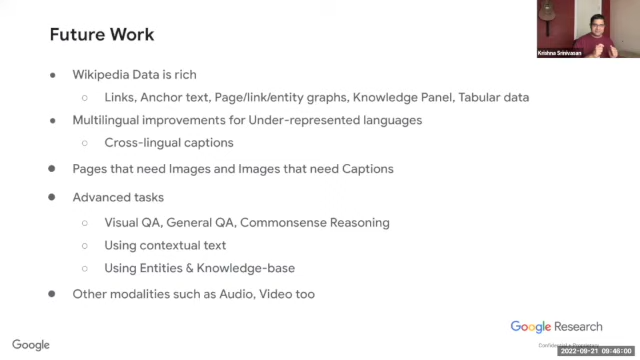 Future Work
Krishna Srinivasan
Wikipedia Data is rich
Links, Anchor text, Page/link/entity graphs, Knowledge Panel, Tabular data
Multilingual improvements for Under-represented languages
Cross-lingual captions
Pages that need Images and Images that need Captions
Advanced tasks
Visual QA, General QA, Commonsense Reasoning
Using contextual text
Using Entities & Knowledge-base
Other modalities such as Audio, Video too
Google Research
Google
Confidential + Proprietary
2022-09-21 09:46:00